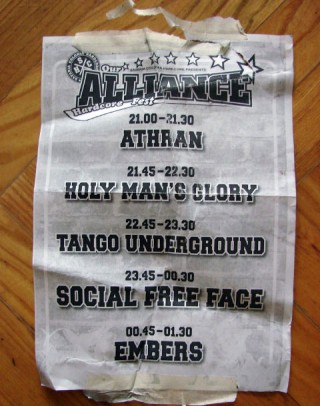 Our
ALLIANCE
Hardcore Fest
21.00-21.30
ATHRAN
21.45-22.30
HOLY MAN'S GLORY
22.45-23.30
TANGO UNDERGROUND
23.45-00.30
SOCIAL FREE FACE
00.45-01.30
EMBERS